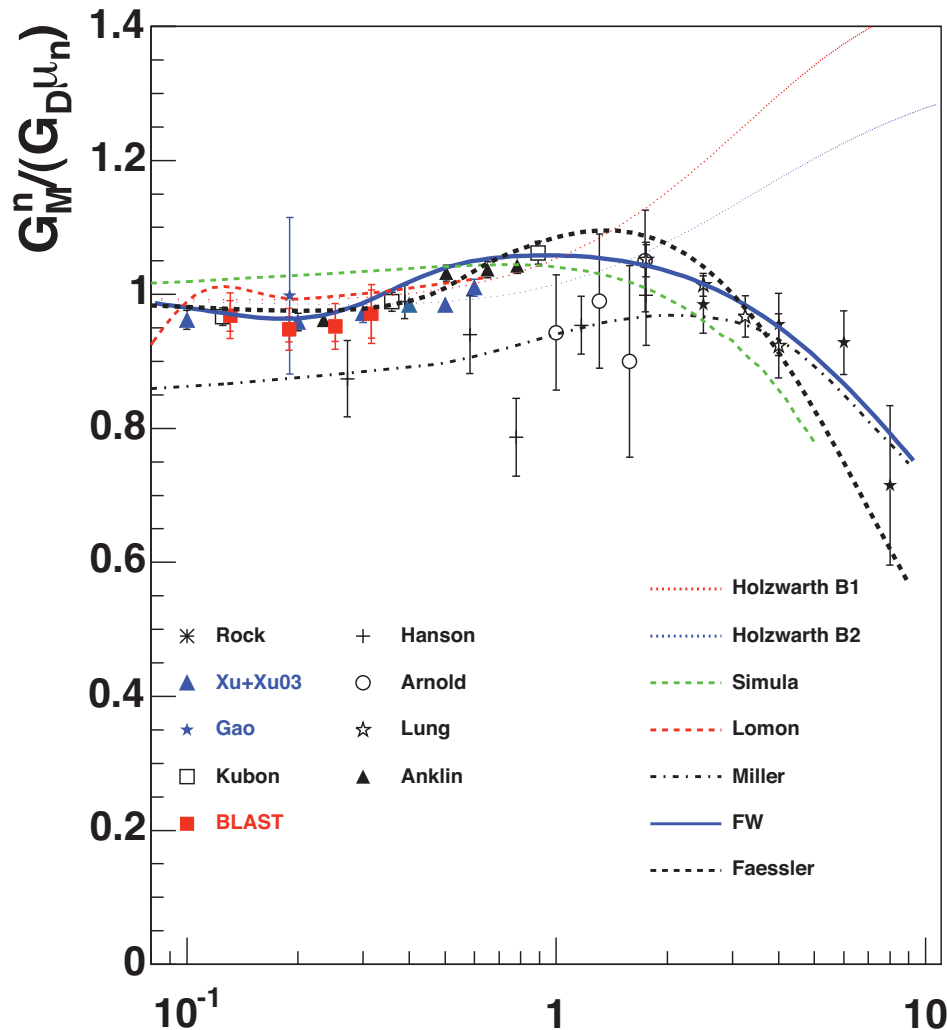 G_M^n/(G_D μ_n)
1.4
1.2
1
0.8
0.6
0.4
0.2
0
Rock
Xu+Xu03
Gao
Kubon
BLAST
Hanson
Arnold
Lung
Anklin
Holzwarth B1
Holzwarth B2
Simula
Lomon
Miller
FW
Faessler
10^-1
1
10